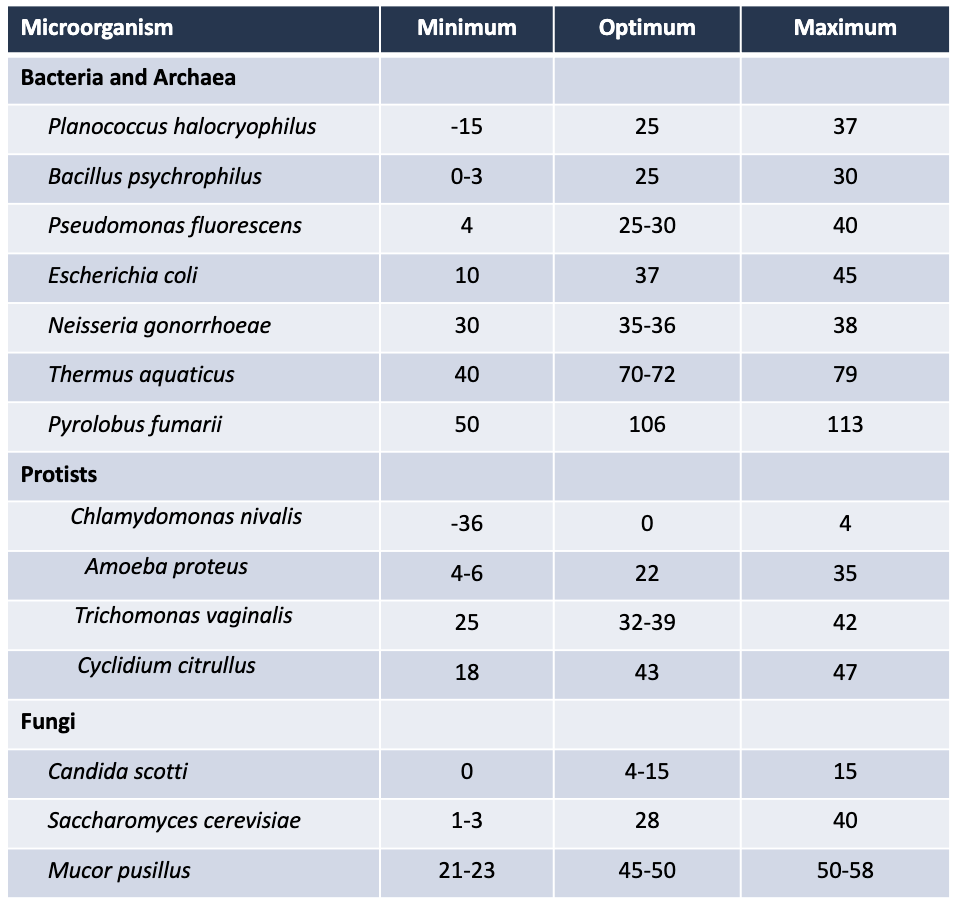 Microorganism Minimum Optimum Maximum
Bacteria and Archaea
Planococcus halocryophilus -15 25 37
Bacillus psychrophilus 0-3 25 30
Pseudomonas fluorescens 4 25-30 40
Escherichia coli 10 37 45
Neisseria gonorrhoeae 30 35-36 38
Thermus aquaticus 40 70-72 79
Pyrolobus fumarii 50 106 113
Protists
Chlamydomonas nivalis -36 0 4
Amoeba proteus 4-6 22 35
Trichomonas vaginalis 25 32-39 42
Cyclidium citrullus 18 43 47
Fungi
Candida scotti 0 4-15 15
Saccharomyces cerevisiae 1-3 28 40
Mucor pusillus 21-23 45-50 50-58